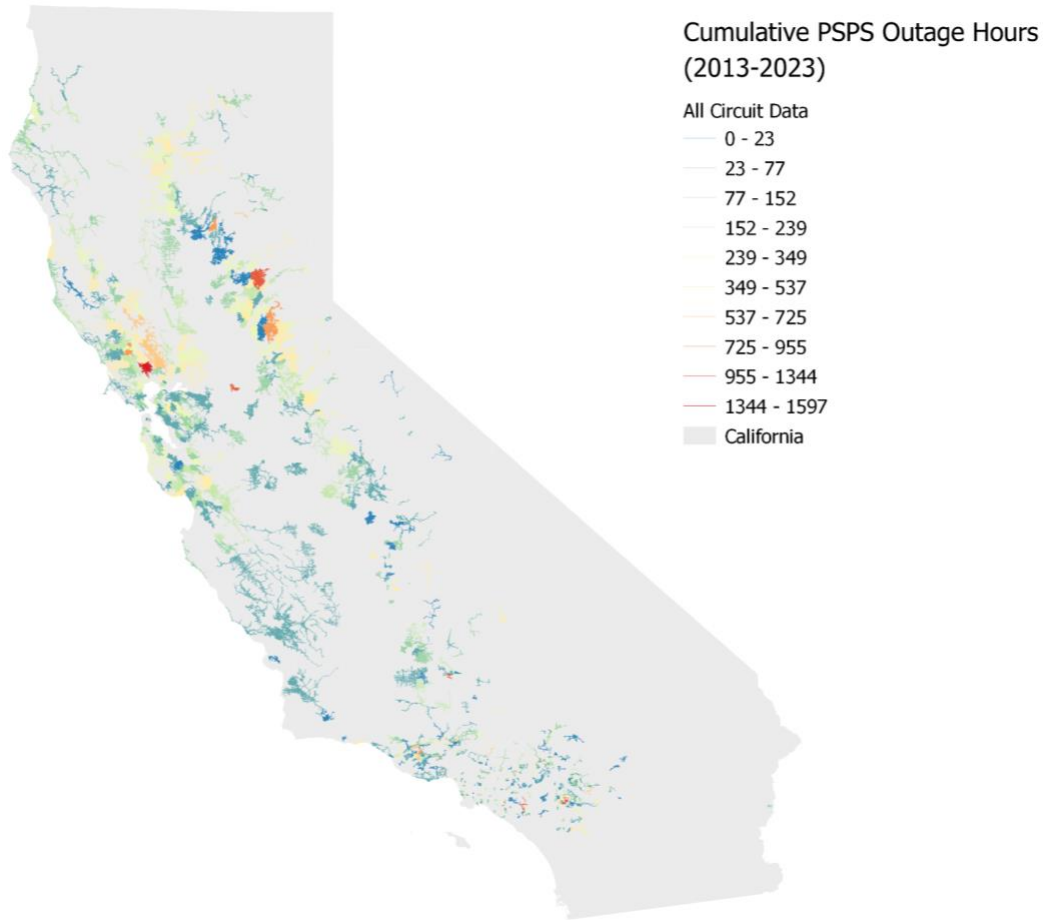 Cumulative PSPS Outage Hours
(2013-2023)
All Circuit Data
0 - 23
23 - 77
77 - 152
152 - 239
239 - 349
349 - 537
537 - 725
725 - 955
955 - 1344
1344 - 1597
California